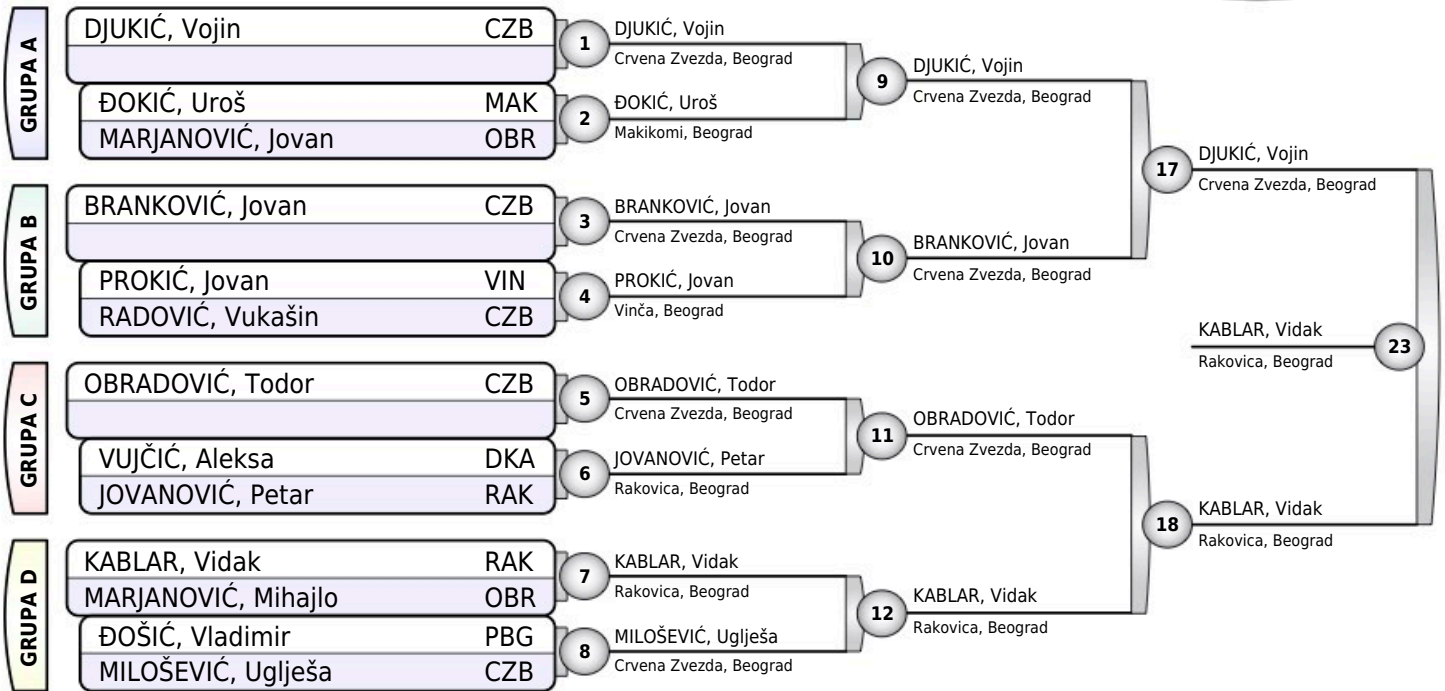 GRUPA A
DJUKIĆ, Vojin CZB
ĐOKIĆ, Uroš MAK
MARJANOVIĆ, Jovan OBR
GRUPA B
BRANKOVIĆ, Jovan CZB
PROKIĆ, Jovan VIN
RADOVIĆ, Vukašin CZB
GRUPA C
OBRADOVIĆ, Todor CZB
VUJČIĆ, Aleksa DKA
JOVANOVIĆ, Petar RAK
GRUPA D
KABLAR, Vidak RAK
MARJANOVIĆ, Mihajlo OBR
ĐOŠIĆ, Vladimir PBG
MILOŠEVIĆ, Uglješa CZB
1
DJUKIĆ, Vojin
Crvena Zvezda, Beograd
2
ĐOKIĆ, Uroš
Makikomi, Beograd
3
BRANKOVIĆ, Jovan
Crvena Zvezda, Beograd
4
PROKIĆ, Jovan
Vinča, Beograd
5
OBRADOVIĆ, Todor
Crvena Zvezda, Beograd
6
JOVANOVIĆ, Petar
Rakovica, Beograd
7
KABLAR, Vidak
Rakovica, Beograd
8
MILOŠEVIĆ, Uglješa
Crvena Zvezda, Beograd
9
DJUKIĆ, Vojin
Crvena Zvezda, Beograd
10
BRANKOVIĆ, Jovan
Crvena Zvezda, Beograd
11
OBRADOVIĆ, Todor
Crvena Zvezda, Beograd
12
KABLAR, Vidak
Rakovica, Beograd
17
DJUKIĆ, Vojin
Crvena Zvezda, Beograd
18
KABLAR, Vidak
Rakovica, Beograd
KABLAR, Vidak
Rakovica, Beograd
23